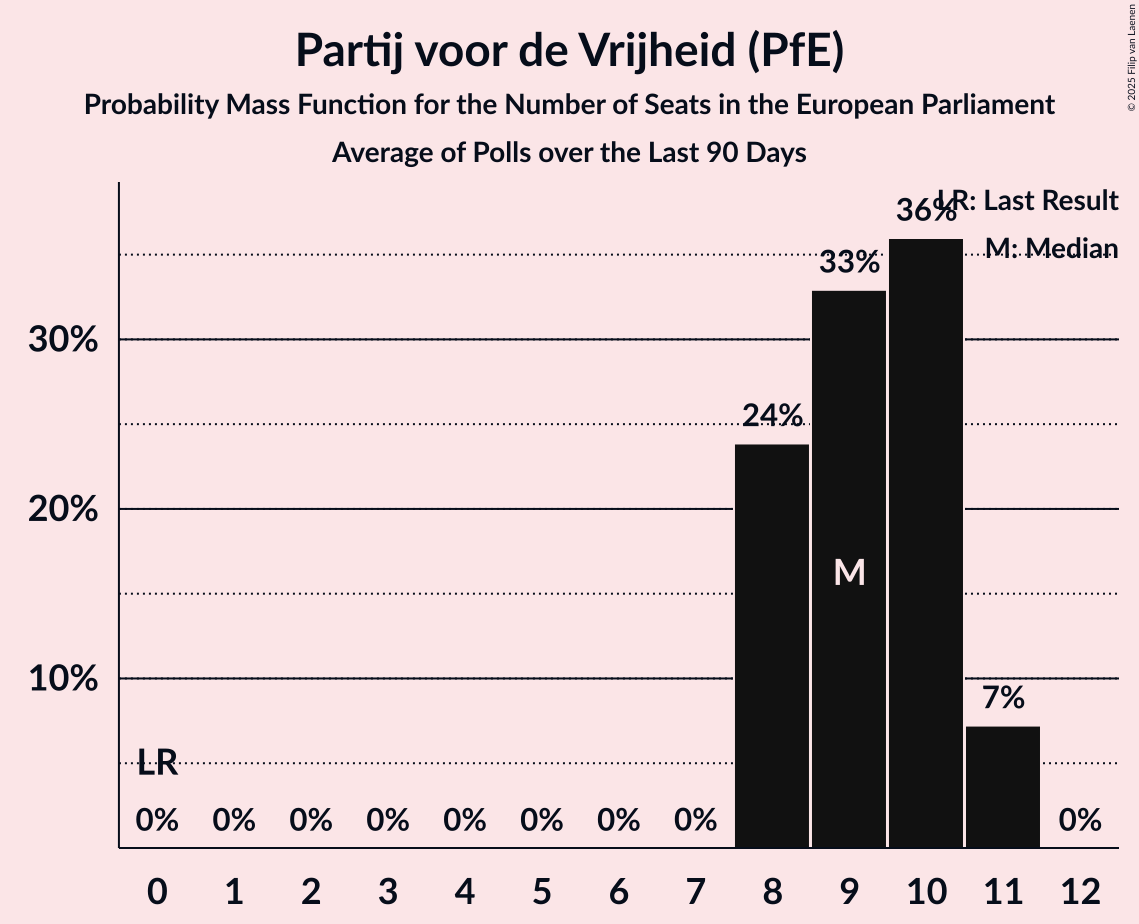 Partij voor de Vrijheid (PfE)
Probability Mass Function for the Number of Seats in the European Parliament
Average of Polls over the Last 90 Days
© 2025 Filip van Laenen
LR: Last Result
M: Median
36%
33%
30%
24%
20%
M
10%
7%
LR
0% 0% 0% 0% 0% 0% 0% 0% 0%
0 1 2 3 4 5 6 7 8 9 10 11 12